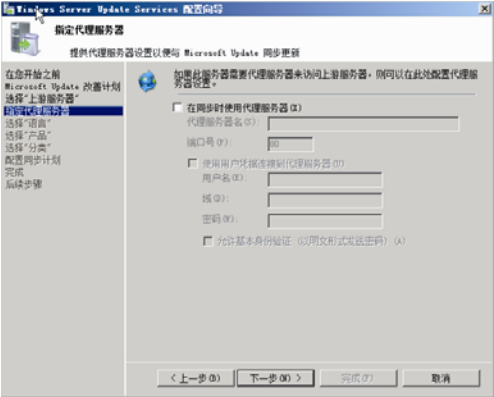 Windows Server Update Services 配置向导
指定代理服务器
提供代理服务器设置以便与 Microsoft Update 同步更新
在您开始之前
Microsoft Update 改善计划
选择"上游服务器"
指定代理服务器
选择"语言"
选择"产品"
选择"分类"
配置同步计划
完成
后续步骤
如果此服务器需要代理服务器来访问上游服务器，则可以在此处配置代理服
务器设置。
在同步时使用代理服务器(X)
代理服务器名(S):
端口号(P):
80
使用用户凭据连接到代理服务器(U)
用户名(E):
域(D):
密码(W):
允许基本身份验证 (以明文形式发送密码) (A)
< 上一步(B)
下一步(N) >
完成(F)
取消